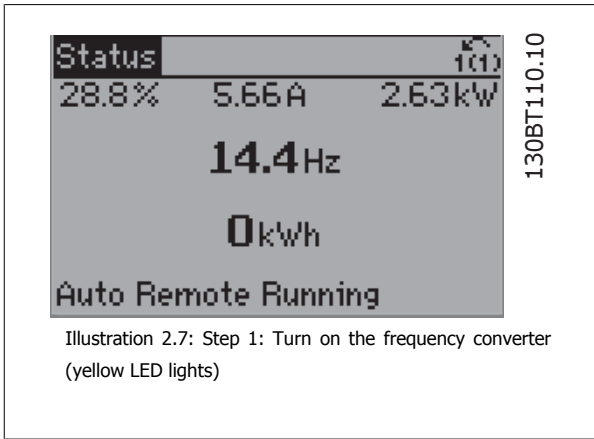 Status 1(1)
28.8% 5.66A 2.63kW
14.4Hz
0kWh
Auto Remote Running
130BT110.10
Illustration 2.7: Step 1: Turn on the frequency converter
(yellow LED lights)